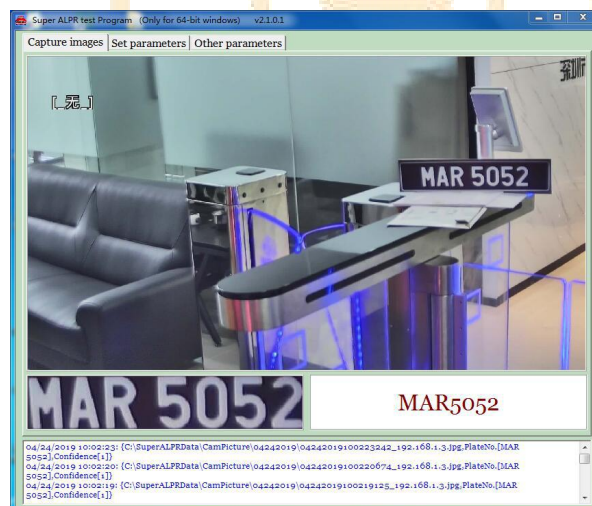 Super ALPR test Program （Only for 64-bit windows） v2.1.0.1
Capture images Set parameters Other parameters
深圳
[_无_]
MAR 5052
MAR 5052
MAR5052
04/24/2019 10:02:23: {C:\SuperALPRData\CamPicture\04242019\04242019100223242_192.168.1.3.jpg,PlateNo.[MAR
5052],Confidence[1]}
04/24/2019 10:02:20: {C:\SuperALPRData\CamPicture\04242019\04242019100220674_192.168.1.3.jpg,PlateNo.[MAR
5052],Confidence[1]}
04/24/2019 10:02:19: {C:\SuperALPRData\CamPicture\04242019\04242019100219125_192.168.1.3.jpg,PlateNo.[MAR
5052],Confidence[1]}